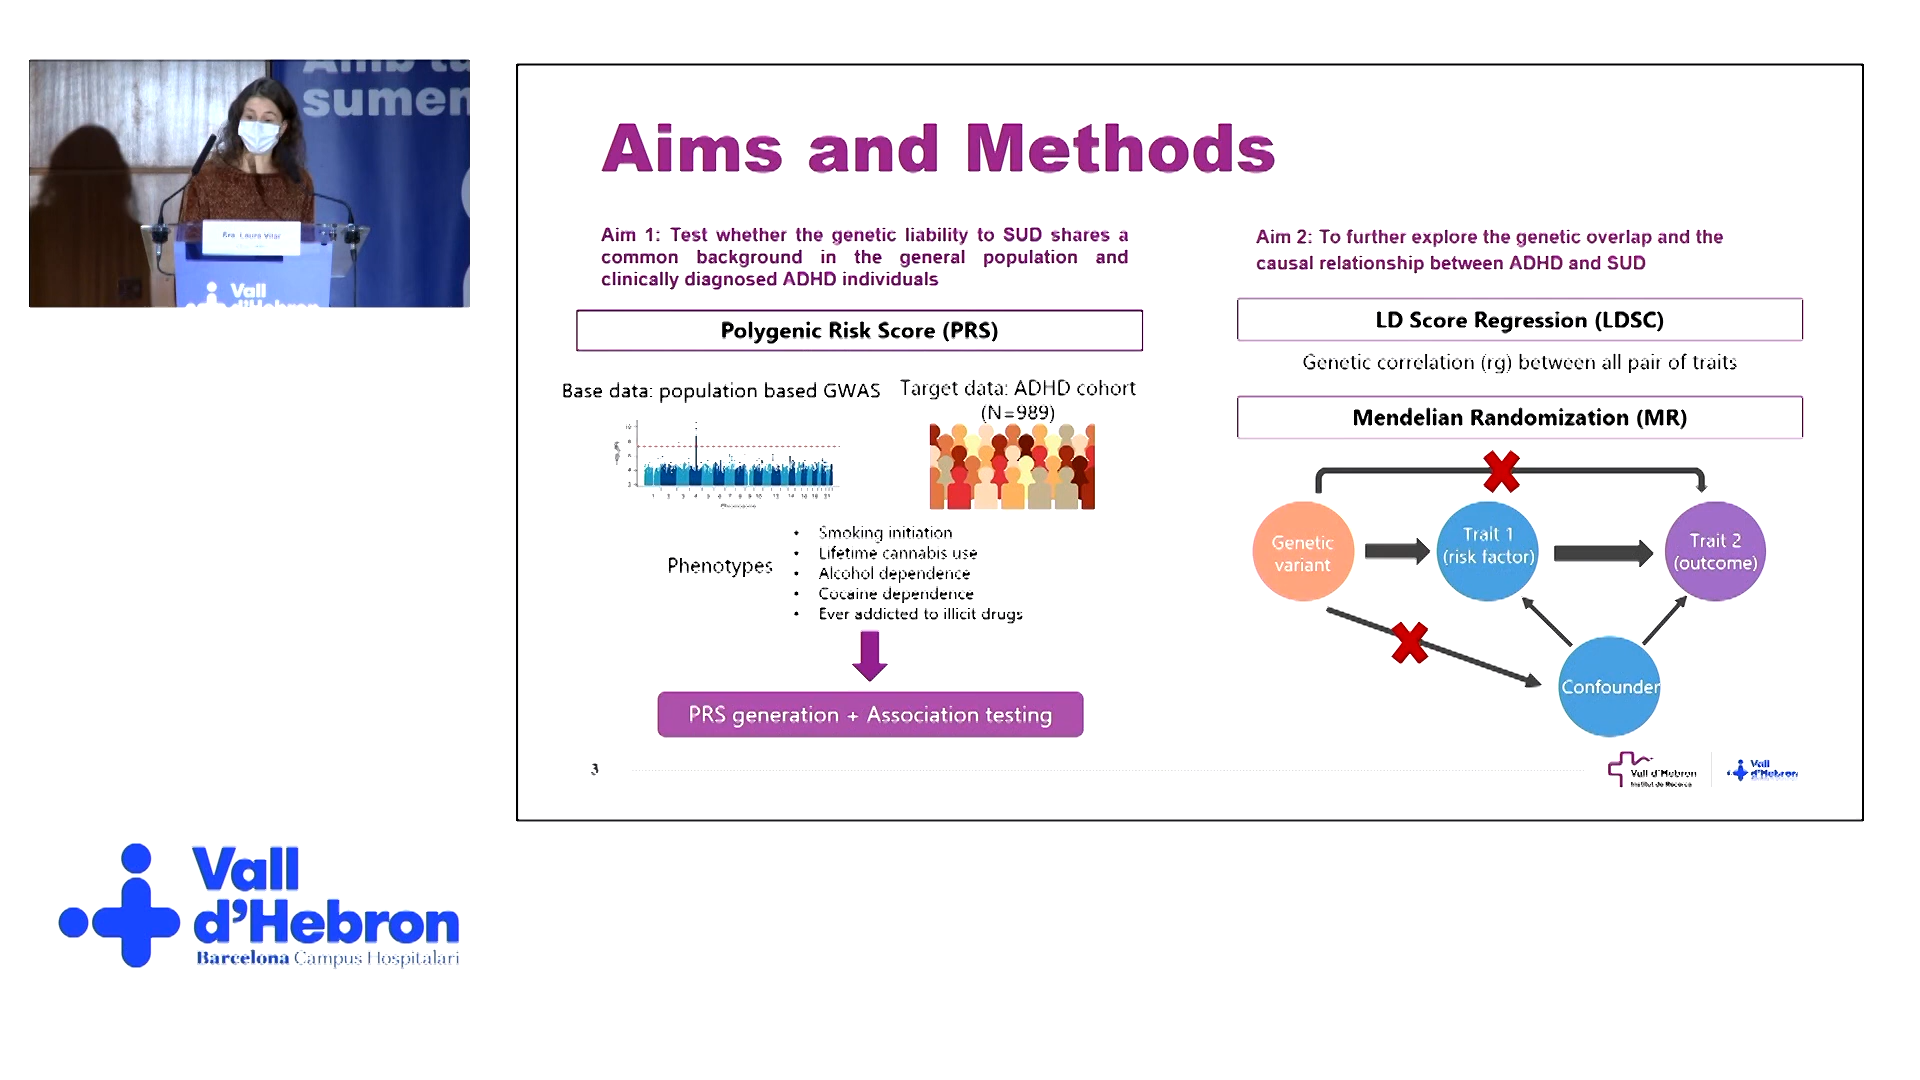 sumen
Dra. Laura Vilar
Vall
d'Hebron
Aims and Methods
Aim 1: Test whether the genetic liability to SUD shares a
common background in the general population and
clinically diagnosed ADHD individuals
Polygenic Risk Score (PRS)
Base data: population based GWAS
Target data: ADHD cohort
(N=989)
Phenotypes
• Smoking initiation
• Lifetime cannabis use
• Alcohol dependence
• Cocaine dependence
• Ever addicted to illicit drugs
PRS generation + Association testing
3
Aim 2: To further explore the genetic overlap and the
causal relationship between ADHD and SUD
LD Score Regression (LDSC)
Genetic correlation (rg) between all pair of traits
Mendelian Randomization (MR)
Genetic
variant
Trait 1
(risk factor)
Trait 2
(outcome)
Confounder
Vall d'Hebron
Institut de Recerca
Vall
d'Hebron
Vall
d'Hebron
Barcelona Campus Hospitalari